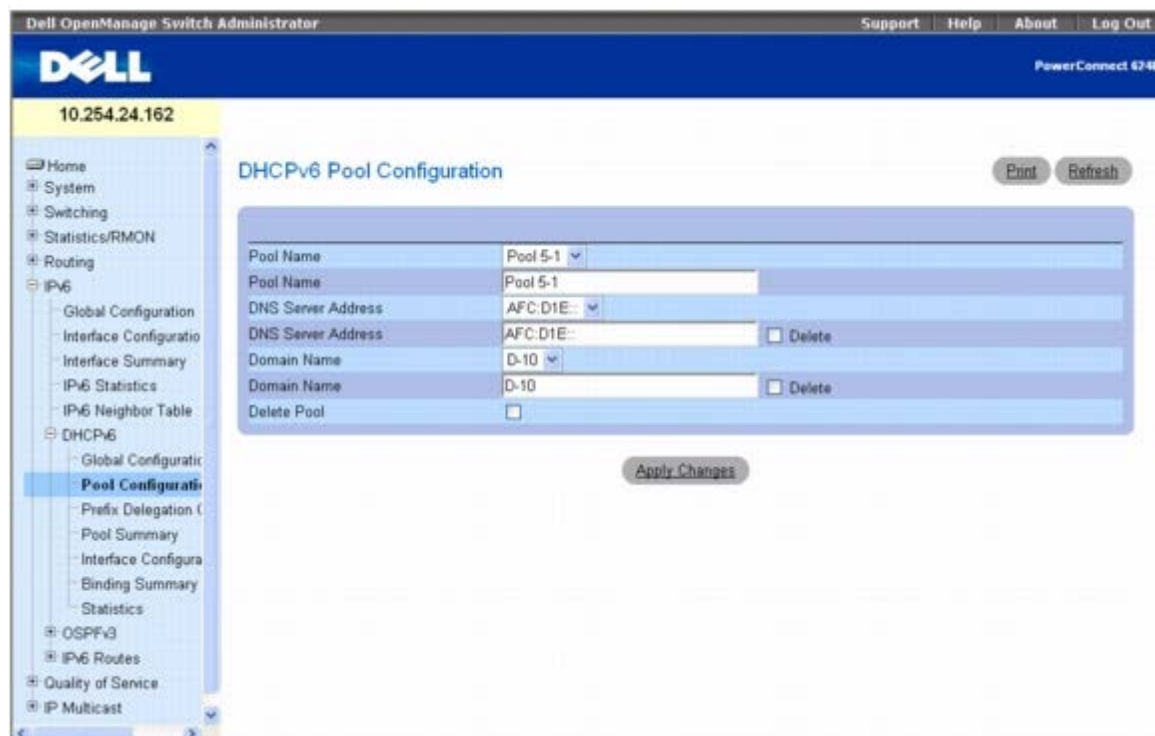 Dell OpenManage Switch Administrator
Support Help About Log Out
DELL
PowerConnect 624
10.254.24.162
Home
System
Switching
Statistics/RMON
Routing
IPv6
Global Configuration
Interface Configuratio
Interface Summary
IPv6 Statistics
IPv6 Neighbor Table
DHCPv6
Global Configuratic
Pool Configurati
Prefix Delegation C
Pool Summary
Interface Configura
Binding Summary
Statistics
OSPFv3
IPv6 Routes
Quality of Service
IP Multicast
DHCPv6 Pool Configuration
Print Refresh
Pool Name Pool 5-1
Pool Name Pool 5-1
DNS Server Address AFC:D1E::
DNS Server Address AFC:D1E:: Delete
Domain Name D-10
Domain Name D-10 Delete
Delete Pool
Apply Changes